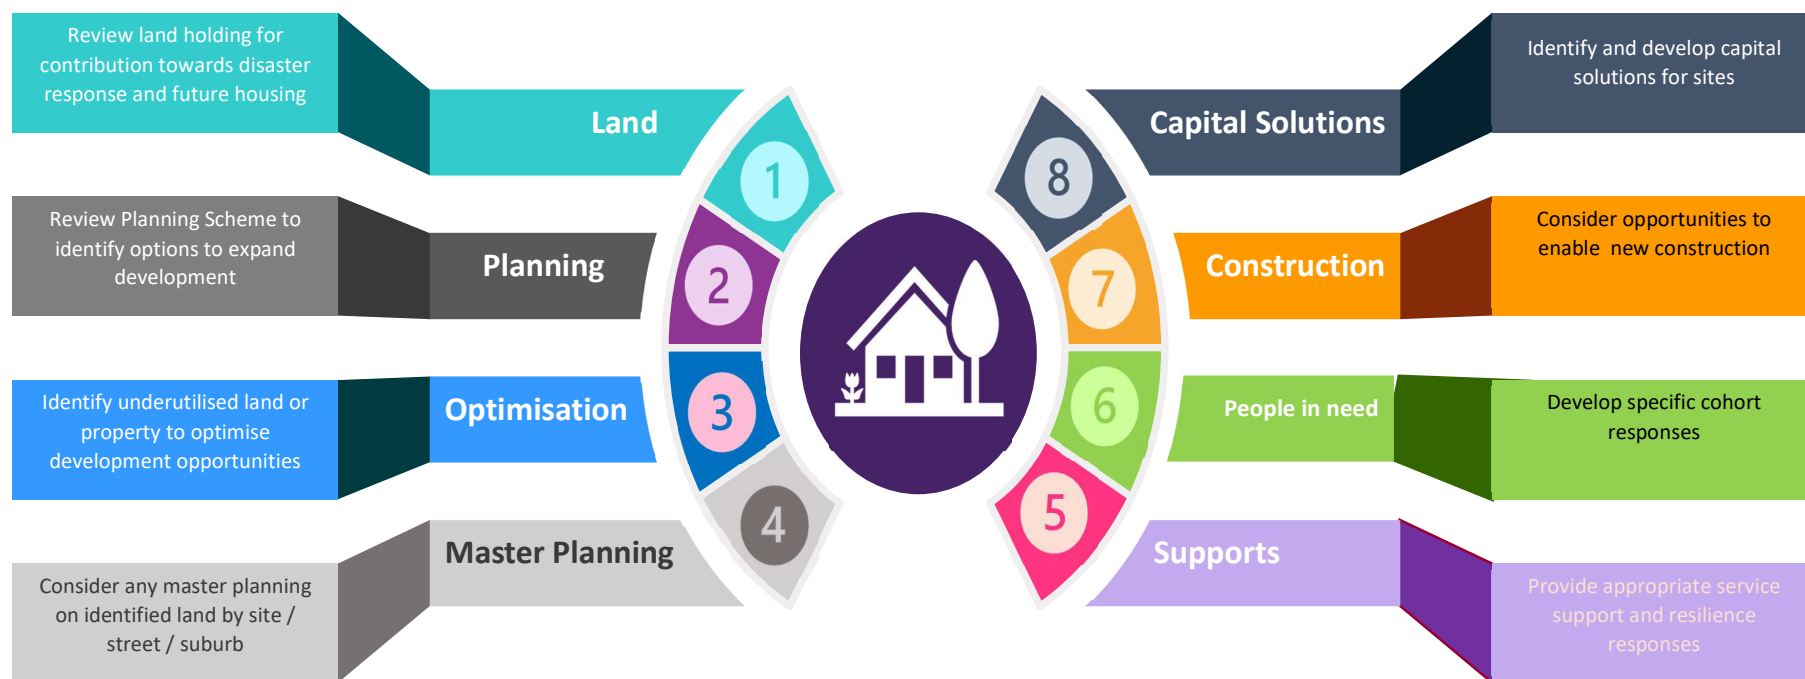 Review land holding for
contribution towards disaster
response and future housing
Land
1
Review Planning Scheme to
identify options to expand
development
Planning
2
Identify underutilised land or
property to optimise
development opportunities
Optimisation
3
Consider any master planning
on identified land by site /
street / suburb
Master Planning
4
8
Capital Solutions
Identify and develop capital
solutions for sites
7
Construction
Consider opportunities to
enable new construction
6
People in need
Develop specific cohort
responses
5
Supports
Provide appropriate service
support and resilience
responses